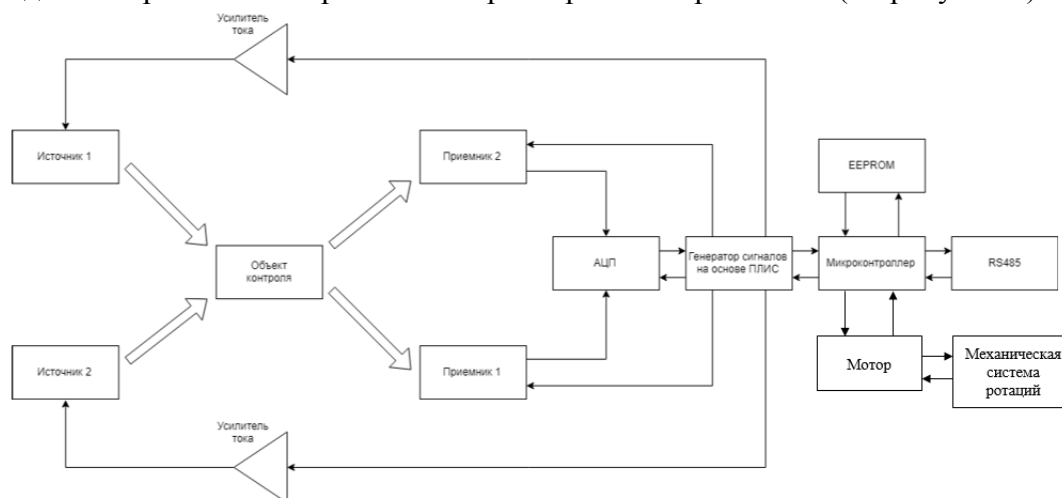 Усилитель
тока
Источник 1
Приемник 2
EEPROM
Объект
контроля
АЦП
Генератор сигналов
на основе ПЛИС
Микроконтроллер
RS485
Источник 2
Приемник 1
Мотор
Механическая
система
ротаций
Усилитель
тока